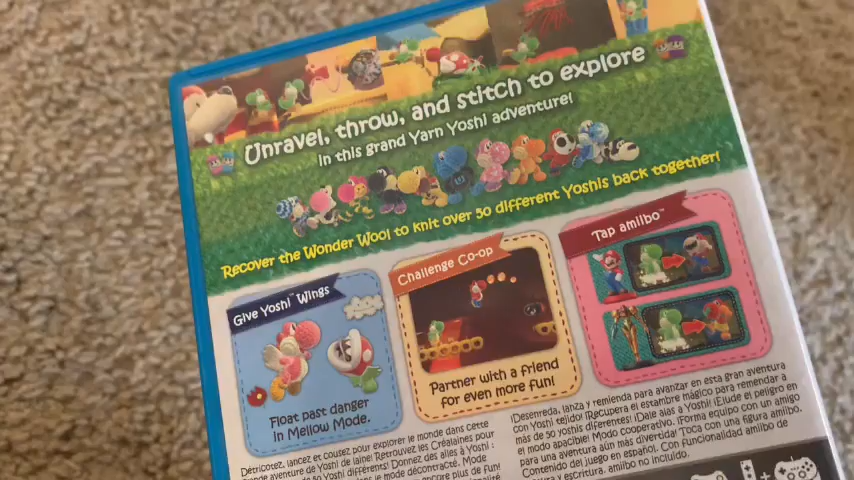 Unravel, throw, and stitch to explore
in this grand Yarn Yoshi adventure!
Recover the Wonder Wool to knit over 50 different Yoshis back together!
Give Yoshi™ Wings
Float past danger
in Mellow Mode.
Challenge Co-op
Partner with a friend
for even more fun!
Tap amiibo™
Détricotez, lancez et cousez pour explorer le monde dans cette
grande aventure de Yoshi de laine! Retrouvez les Créalaines pour
50 Yoshi différents! Donnez des ailes à Yoshi :
le mode décontracté. Mode
encore plus de fun!
¡Desenreda, lanza y remienda para avanzar en esta gran aventura
con Yoshi tejido! ¡Recupera el estambre mágico para remendar a
más de 50 yoshis diferentes! ¡Dale alas a Yoshi! ¡Elude el peligro en
el modo apacible! Modo cooperativo. ¡Forma equipo con un amigo
para una aventura aún más divertida! Toca con una figura amiibo.
Contenido del juego en español. Con funcionalidad amiibo de
y escritura. amiibo no incluido.